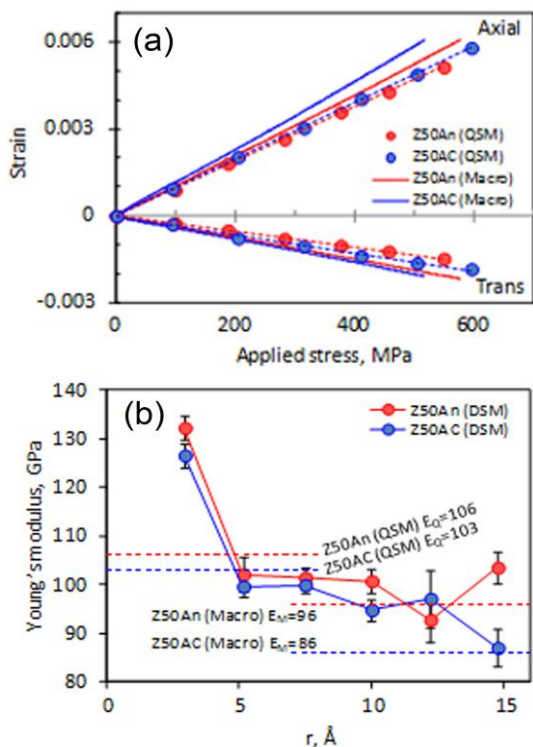 (a)
Axial
0.006
0.003
0
-0.003
Strain
Z50An (QSM)
Z50AC (QSM)
Z50An (Macro)
Z50AC (Macro)
Trans
0 200 400 600
Applied stress, MPa
(b)
140
130
120
110
100
90
80
Young's modulus, GPa
Z50An (DSM)
Z50AC (DSM)
Z50An (QSM) EQ=106
Z50AC (QSM) EQ=103
Z50An (Macro) EM=96
Z50AC (Macro) EM=86
0 5 10 15
r, Å